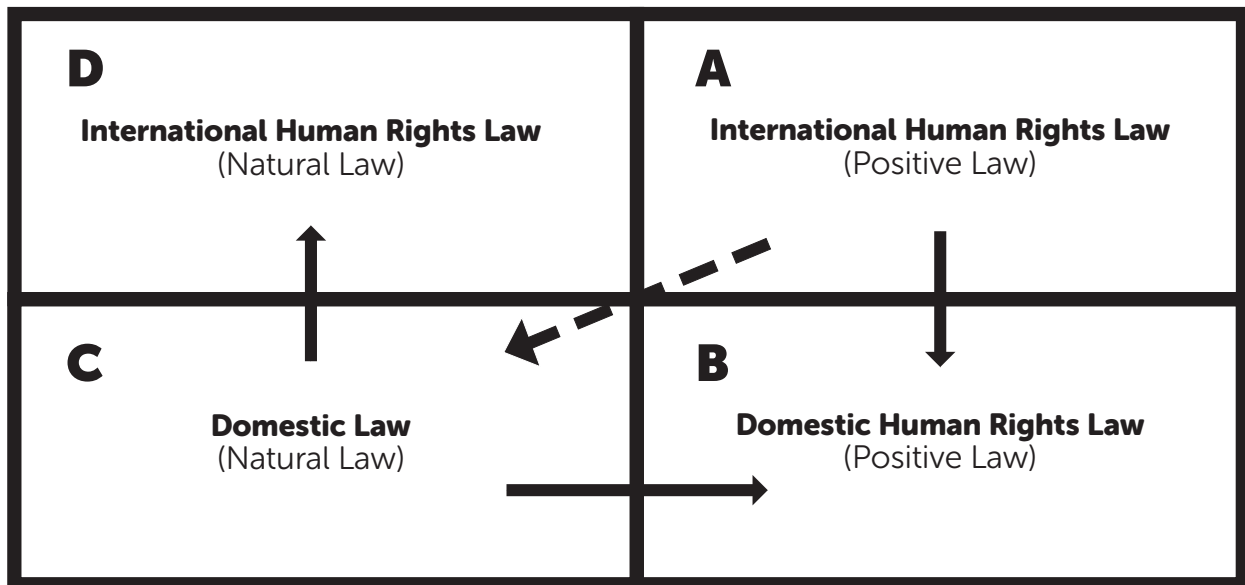 D
International Human Rights Law
(Natural Law)
A
International Human Rights Law
(Positive Law)
C
Domestic Law
(Natural Law)
B
Domestic Human Rights Law
(Positive Law)